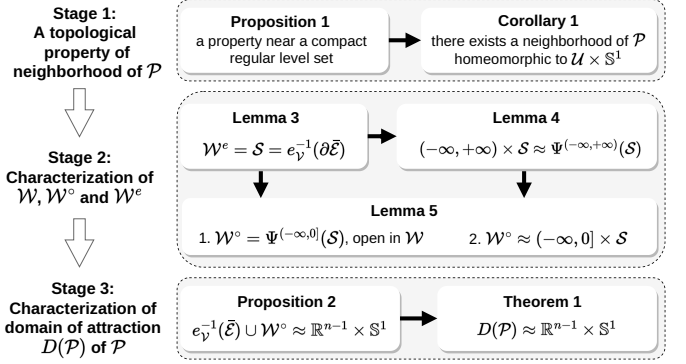 Stage 1:
A topological
property of
neighborhood of 𝒫
Proposition 1
a property near a compact
regular level set
Corollary 1
there exists a neighborhood of 𝒫
homeomorphic to 𝒰 × 𝕊¹
Stage 2:
Characterization of
𝒲, 𝒲° and 𝒲ᵉ
Lemma 3
𝒲ᵉ = 𝒮 = e_𝒱⁻¹(∂ℰ̄)
Lemma 4
(−∞, +∞) × 𝒮 ≈ Ψ^(−∞,+∞)(𝒮)
Lemma 5
1. 𝒲° = Ψ^(−∞,0](𝒮), open in 𝒲
2. 𝒲° ≈ (−∞, 0] × 𝒮
Stage 3:
Characterization of
domain of attraction
D(𝒫) of 𝒫
Proposition 2
e_𝒱⁻¹(ℰ̄) ∪ 𝒲° ≈ ℝⁿ⁻¹ × 𝕊¹
Theorem 1
D(𝒫) ≈ ℝⁿ⁻¹ × 𝕊¹